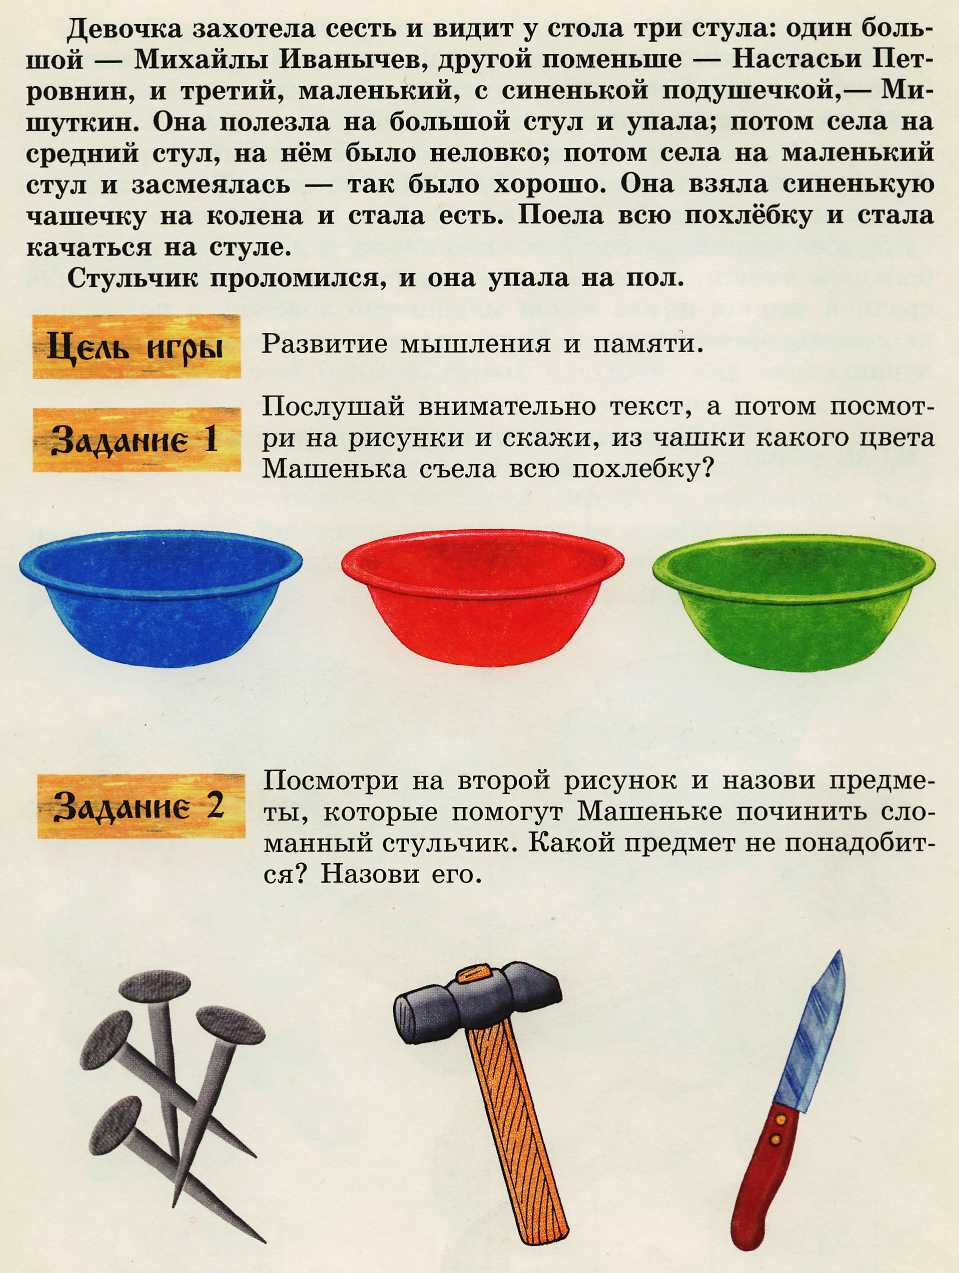 Девочка захотела сесть и видит у стола три стула: один боль-
шой — Михайлы Иванычев, другой поменьше — Настасьи Пет-
ровнин, и третий, маленький, с синенькой подушечкой,— Ми-
шуткин. Она полезла на большой стул и упала; потом села на
средний стул, на нём было неловко; потом села на маленький
стул и засмеялась — так было хорошо. Она взяла синенькую
чашечку на колена и стала есть. Поела всю похлёбку и стала
качаться на стуле.
Стульчик проломился, и она упала на пол.
Цель игры
Развитие мышления и памяти.
Задание 1
Послушай внимательно текст, а потом посмот-
ри на рисунки и скажи, из чашки какого цвета
Машенька съела всю похлебку?
Задание 2
Посмотри на второй рисунок и назови предме-
ты, которые помогут Машеньке починить сло-
манный стульчик. Какой предмет не понадобит-
ся? Назови его.